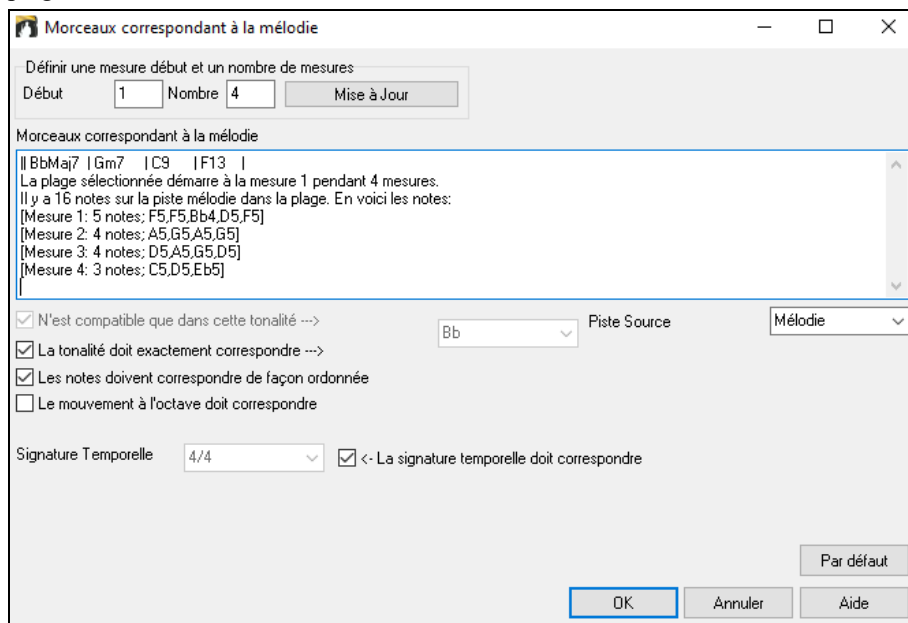 Morceaux correspondant à la mélodie
Définir une mesure début et un nombre de mesures
Début 1 Nombre 4 Mise à Jour
Morceaux correspondant à la mélodie
|| BbMaj7 | Gm7 | C9 | F13 |
La plage sélectionnée démarre à la mesure 1 pendant 4 mesures.
Il y a 16 notes sur la piste mélodie dans la plage. En voici les notes:
[Mesure 1: 5 notes; F5,F5,Bb4,D5,F5]
[Mesure 2: 4 notes; A5,G5,A5,G5]
[Mesure 3: 4 notes; D5,A5,G5,D5]
[Mesure 4: 3 notes; C5,D5,Eb5]
N'est compatible que dans cette tonalité ---> Bb Piste Source Mélodie
La tonalité doit exactement correspondre --->
Les notes doivent correspondre de façon ordonnée
Le mouvement à l'octave doit correspondre
Signature Temporelle 4/4 <- La signature temporelle doit correspondre
Par défaut
OK Annuler Aide